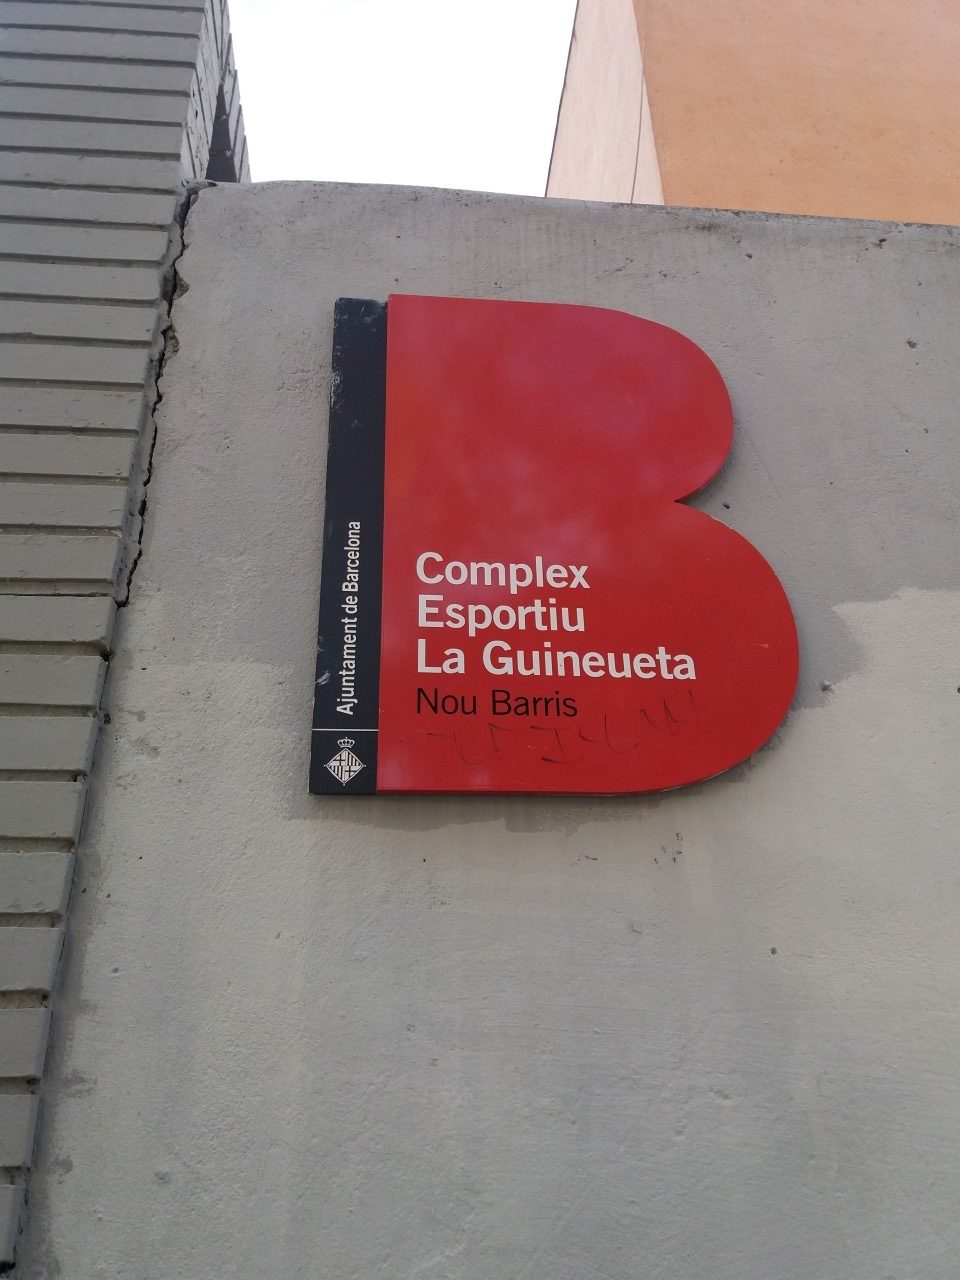 Ajuntament de Barcelona
Complex
Esportiu
La Guineueta
Nou Barris